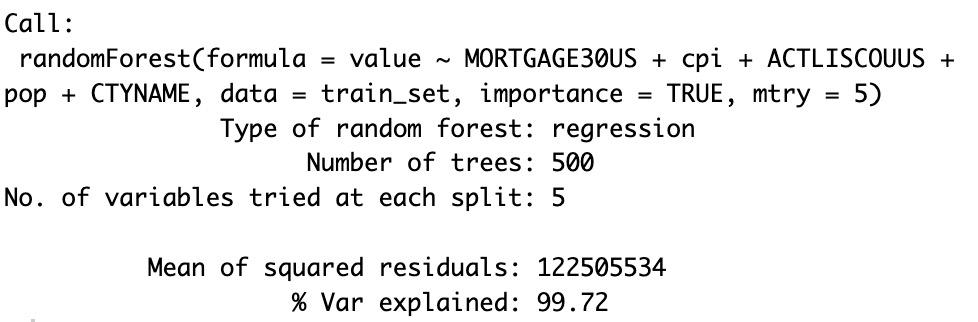 Call:
randomForest(formula = value ~ MORTGAGE30US + cpi + ACTLISCOUUS +
pop + CTYNAME, data = train_set, importance = TRUE, mtry = 5)
Type of random forest: regression
Number of trees: 500
No. of variables tried at each split: 5
Mean of squared residuals: 122505534
% Var explained: 99.72